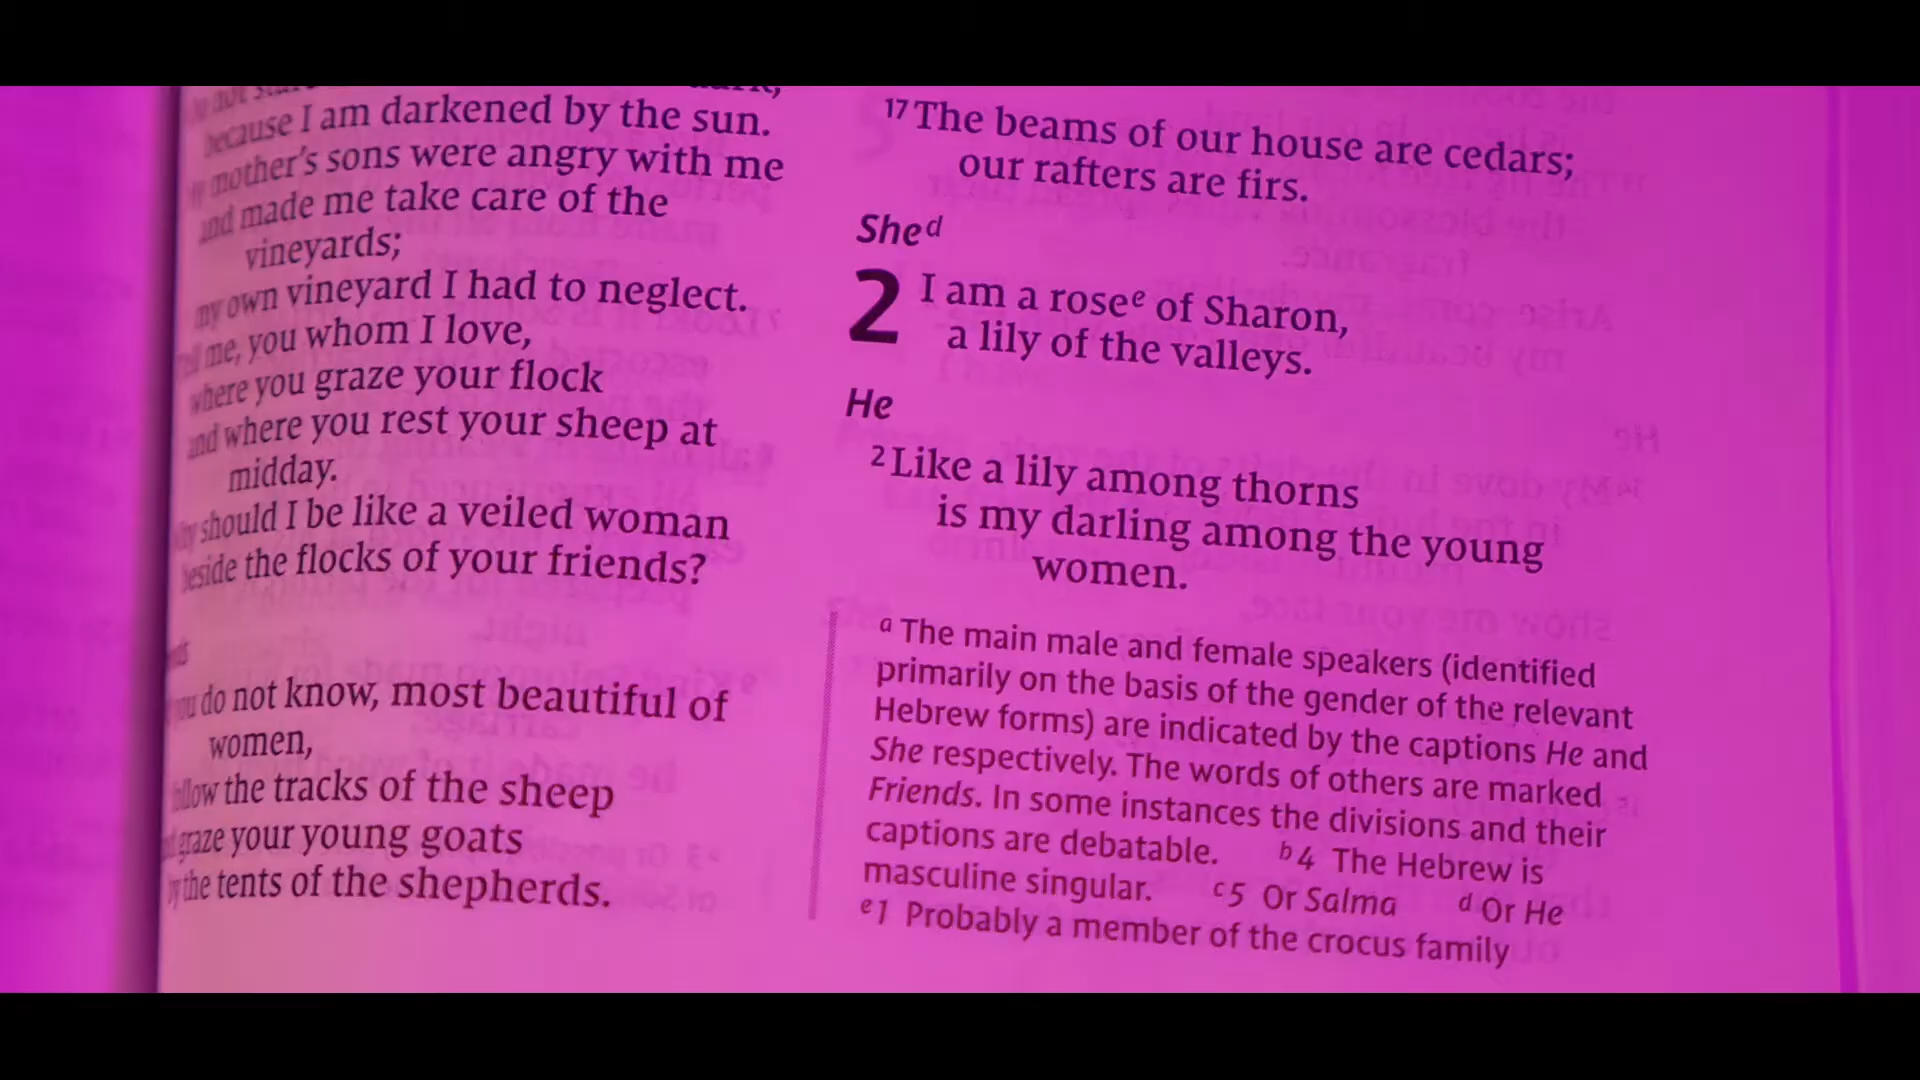 because I am darkened by the sun.
mother's sons were angry with me
and made me take care of the
vineyards;
my own vineyard I had to neglect.
me, you whom I love,
where you graze your flock
and where you rest your sheep at
midday.
should I be like a veiled woman
beside the flocks of your friends?
you do not know, most beautiful of
women,
follow the tracks of the sheep
graze your young goats
by the tents of the shepherds.
17 The beams of our house are cedars;
our rafters are firs.
She d
2 I am a rose e of Sharon,
a lily of the valleys.
He
2 Like a lily among thorns
is my darling among the young
women.
a The main male and female speakers (identified
primarily on the basis of the gender of the relevant
Hebrew forms) are indicated by the captions He and
She respectively. The words of others are marked
Friends. In some instances the divisions and their
captions are debatable. b 4 The Hebrew is
masculine singular. c 5 Or Salma d Or He
e 1 Probably a member of the crocus family